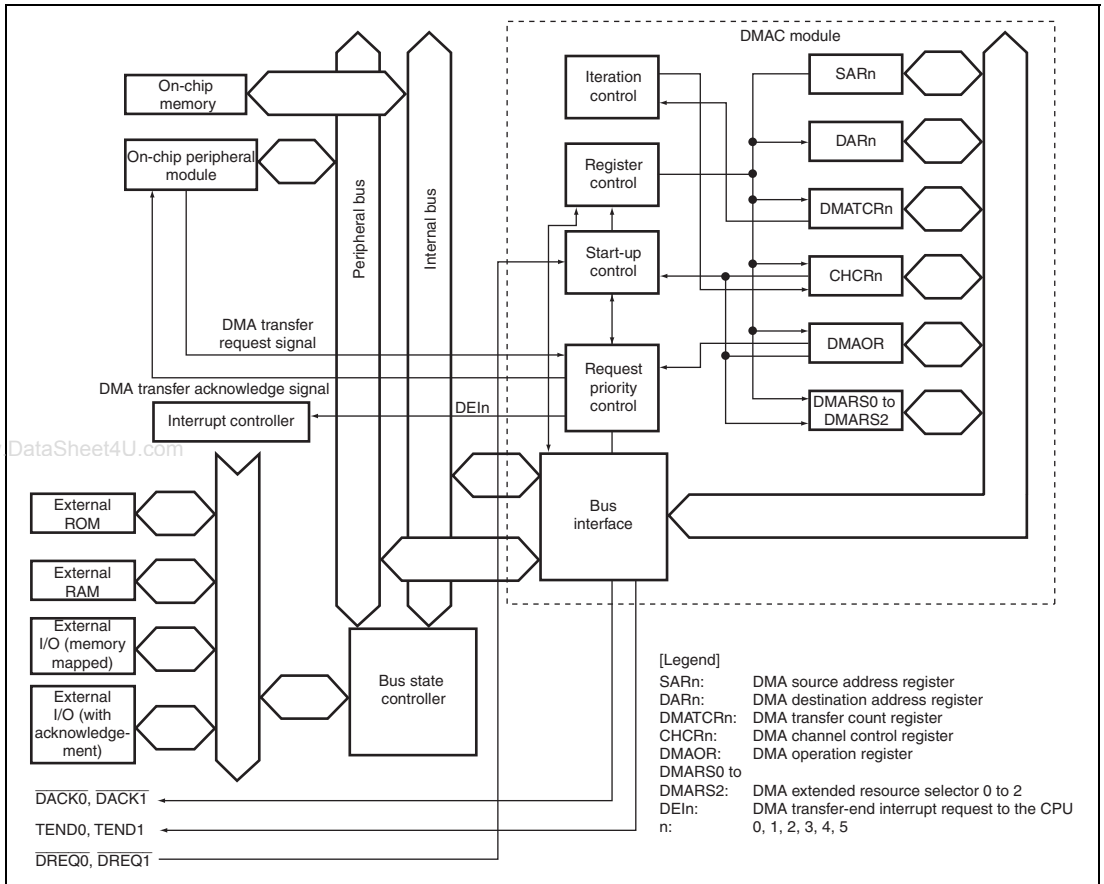 DMAC module
On-chip
memory
On-chip peripheral
module
Peripheral bus
Internal bus
Iteration
control
Register
control
Start-up
control
Request
priority
control
SARn
DARn
DMATCRn
CHCRn
DMAOR
DMARS0 to
DMARS2
DMA transfer
request signal
DMA transfer acknowledge signal
Interrupt controller
DEIn
DataSheet4U.com
External
ROM
External
RAM
External
I/O (memory
mapped)
External
I/O (with
acknowledge-
ment)
Bus
interface
Bus state
controller
DACK0, DACK1
TEND0, TEND1
DREQ0, DREQ1
[Legend]
SARn: DMA source address register
DARn: DMA destination address register
DMATCRn: DMA transfer count register
CHCRn: DMA channel control register
DMAOR: DMA operation register
DMARS0 to
DMARS2: DMA extended resource selector 0 to 2
DEIn: DMA transfer-end interrupt request to the CPU
n: 0, 1, 2, 3, 4, 5